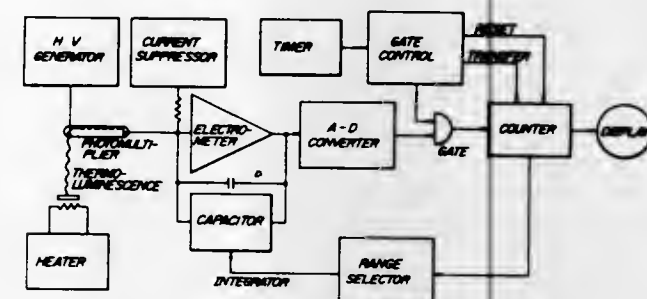 H V
GENERATOR
CURRENT
SUPPRESSOR
TIMER
GATE
CONTROL
RESET
TRANSFER
PHOTOMULTI-
PLIER
THERMO-
LUMINESCENCE
HEATER
ELECTRO-
METER
A-D
CONVERTER
GATE
COUNTER
DISPLAY
CAPACITOR
INTEGRATOR
RANGE
SELECTOR